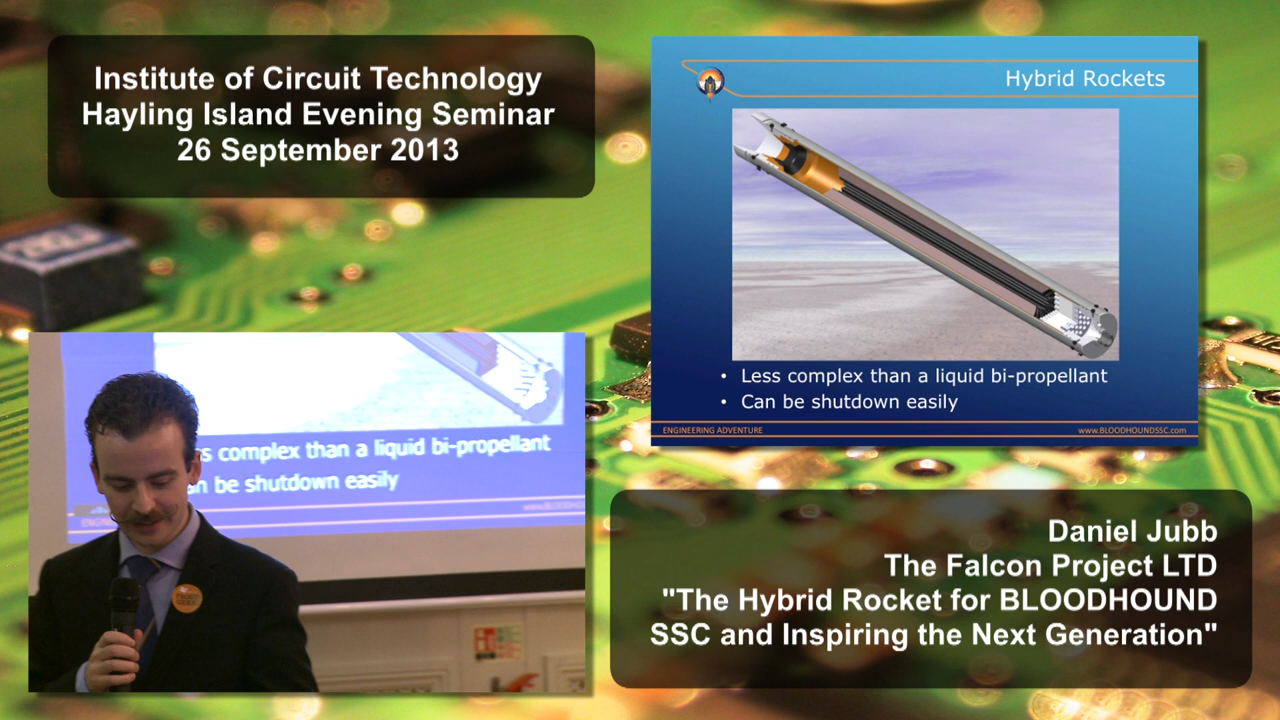 Institute of Circuit Technology
Hayling Island Evening Seminar
26 September 2013
Hybrid Rockets
• Less complex than a liquid bi-propellant
• Can be shutdown easily
ENGINEERING ADVENTURE
www.BLOODHOUNDSSC.com
s complex than a liquid bi-propellant
n be shutdown easily
Daniel Jubb
The Falcon Project LTD
"The Hybrid Rocket for BLOODHOUND
SSC and Inspiring the Next Generation"